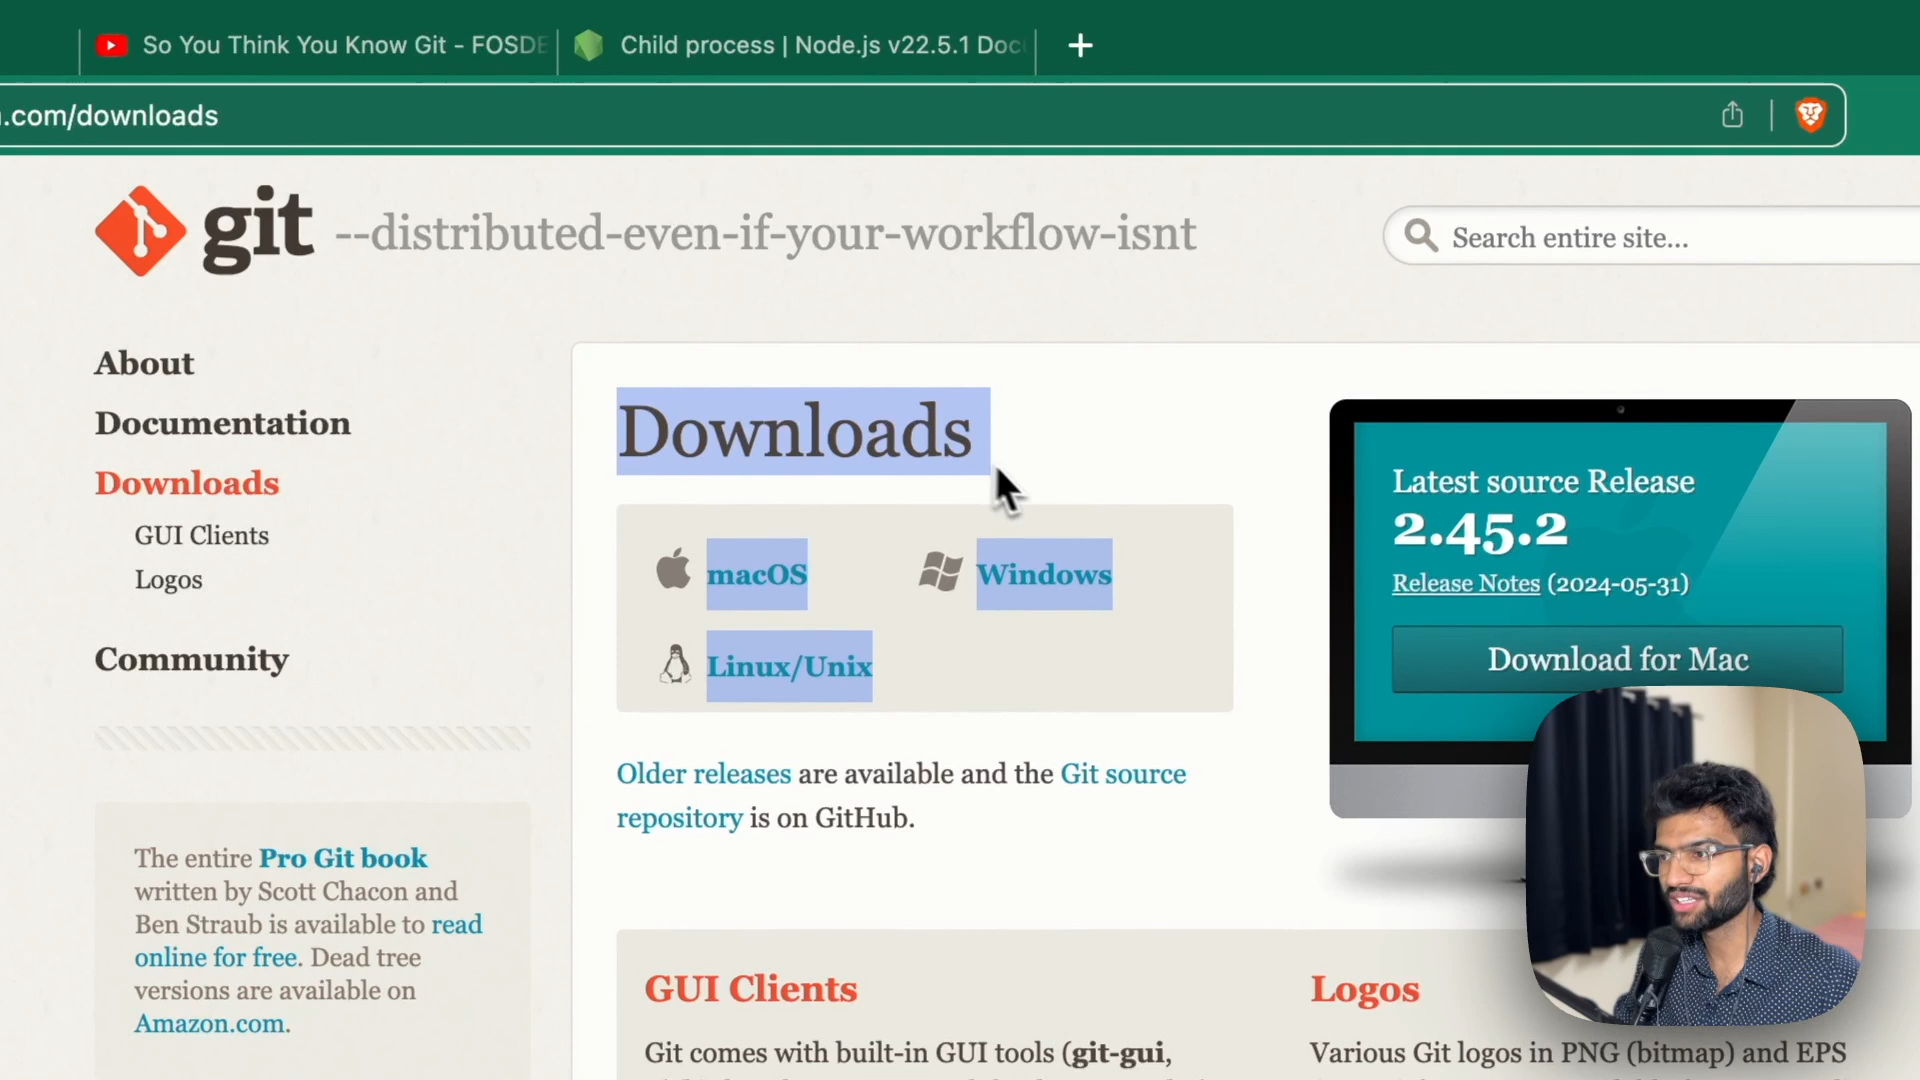 So You Think You Know Git - FOSDE
Child process | Node.js v22.5.1 Doc
.com/downloads
git --distributed-even-if-your-workflow-isnt
Search entire site...
About
Documentation
Downloads
GUI Clients
Logos
Community
The entire Pro Git book
written by Scott Chacon and
Ben Straub is available to read
online for free. Dead tree
versions are available on
Amazon.com.
Downloads
macOS
Windows
Linux/Unix
Older releases are available and the Git source
repository is on GitHub.
Latest source Release
2.45.2
Release Notes (2024-05-31)
Download for Mac
GUI Clients
Git comes with built-in GUI tools (git-gui,
Logos
Various Git logos in PNG (bitmap) and EPS